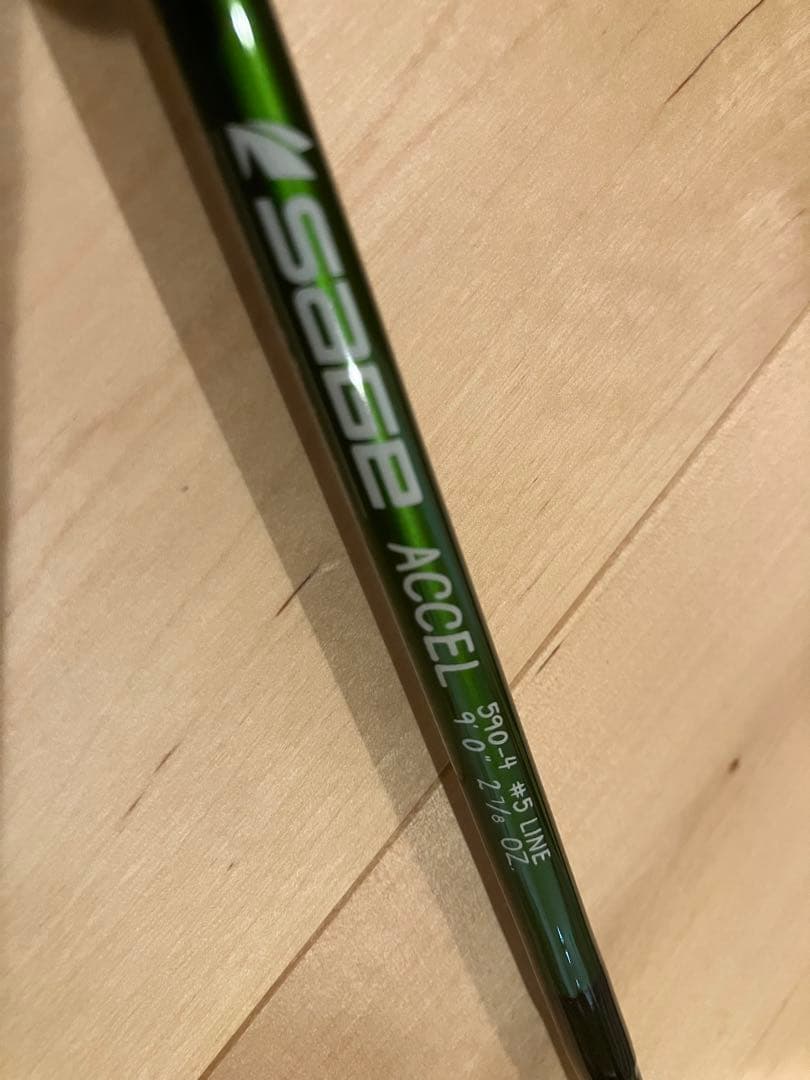 SaGe
ACCEL
590-4 #5 LINE
9' 0" 2 7/8 OZ.